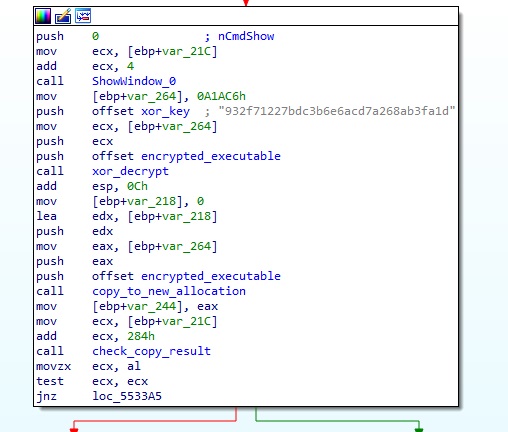 push 0 ; nCmdShow
mov ecx, [ebp+var_21C]
add ecx, 4
call ShowWindow_0
mov [ebp+var_264], 0A1AC6h
push offset xor_key ; "932f71227bdc3b6e6acd7a268ab3fa1d"
mov ecx, [ebp+var_264]
push ecx
push offset encrypted_executable
call xor_decrypt
add esp, 0Ch
mov [ebp+var_218], 0
lea edx, [ebp+var_218]
push edx
mov eax, [ebp+var_264]
push eax
push offset encrypted_executable
call copy_to_new_allocation
mov [ebp+var_244], eax
mov ecx, [ebp+var_21C]
add ecx, 284h
call check_copy_result
movzx ecx, al
test ecx, ecx
jnz loc_5533A5